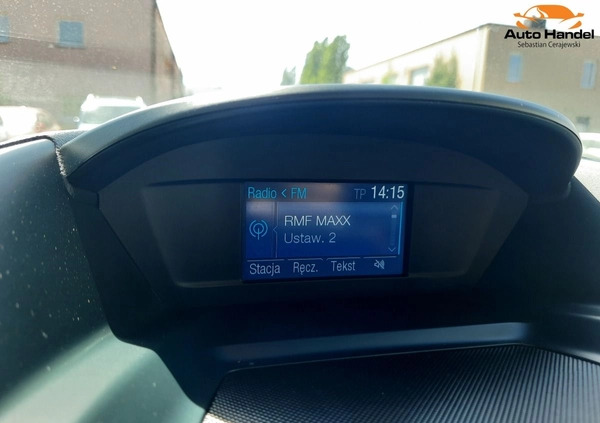 Auto Handel
Sebastian Cerajewski
Radio < FM TP 14:15
RMF MAXX
Ustaw. 2
Stacja Ręcz. Tekst